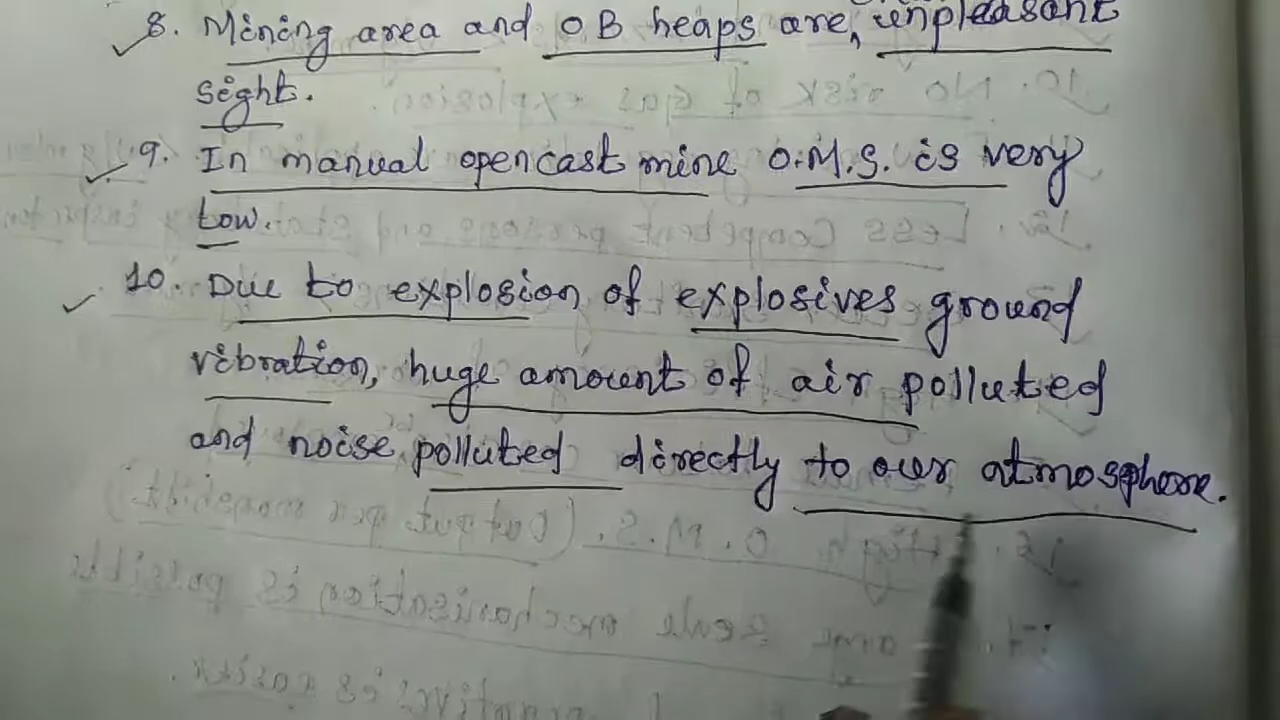 8. Mining area and OB heaps are, unpleasant
sight.
9. In manual opencast mine O.M.S. is very
low.
10. Due to explosion of explosives ground
vibration, huge amount of air polluted
and noise polluted directly to our atmosphere.